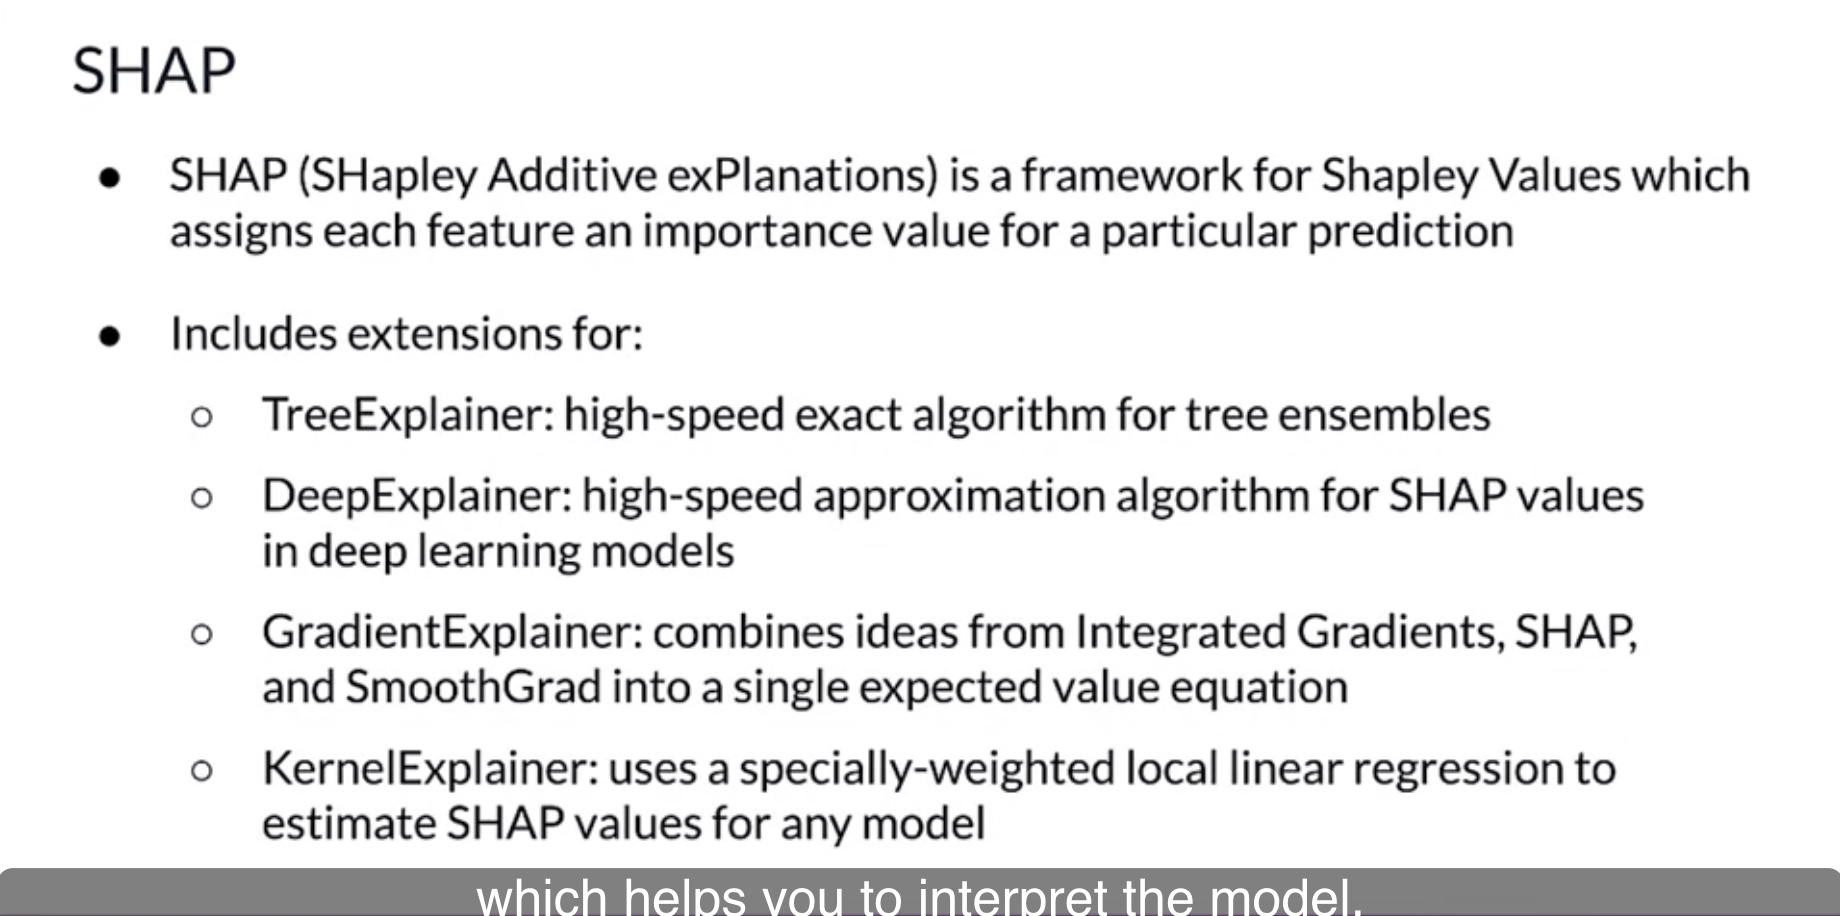 SHAP
● SHAP (SHapley Additive exPlanations) is a framework for Shapley Values which
assigns each feature an importance value for a particular prediction
● Includes extensions for:
○ TreeExplainer: high-speed exact algorithm for tree ensembles
○ DeepExplainer: high-speed approximation algorithm for SHAP values
in deep learning models
○ GradientExplainer: combines ideas from Integrated Gradients, SHAP,
and SmoothGrad into a single expected value equation
○ KernelExplainer: uses a specially-weighted local linear regression to
estimate SHAP values for any model
which helps you to interpret the model.